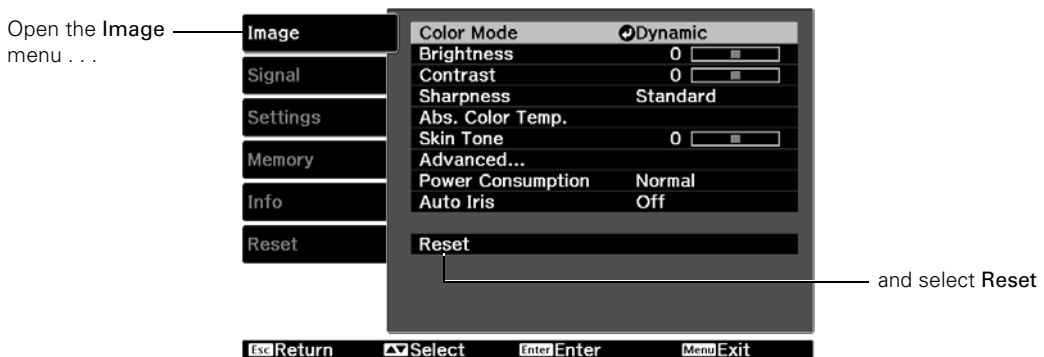 Open the Image
menu . . .
Image
Signal
Settings
Memory
Info
Reset
Color Mode Dynamic
Brightness 0
Contrast 0
Sharpness Standard
Abs. Color Temp.
Skin Tone 0
Advanced...
Power Consumption Normal
Auto Iris Off
Reset
and select Reset
Esc Return Select Enter Enter Menu Exit